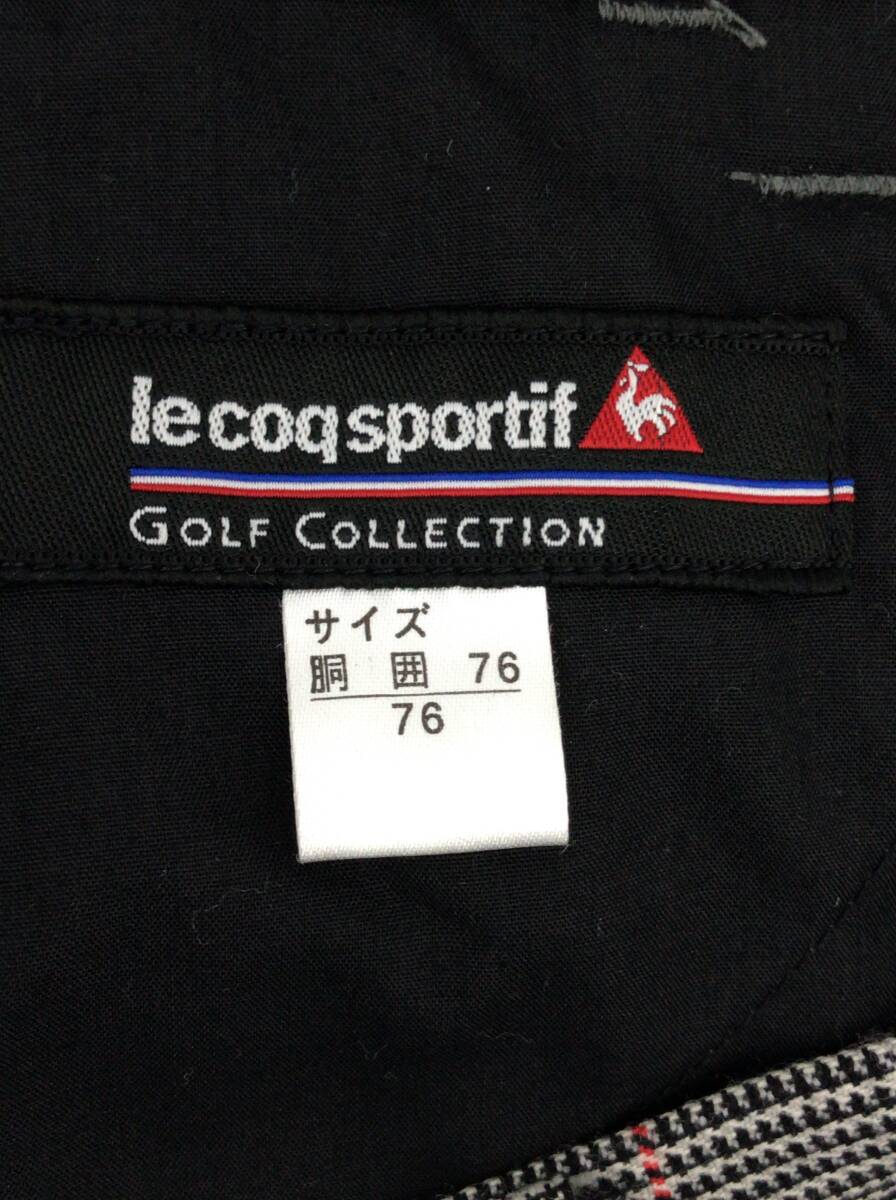 le coq sportif
GOLF COLLECTION
サイズ
胴 囲 76
76